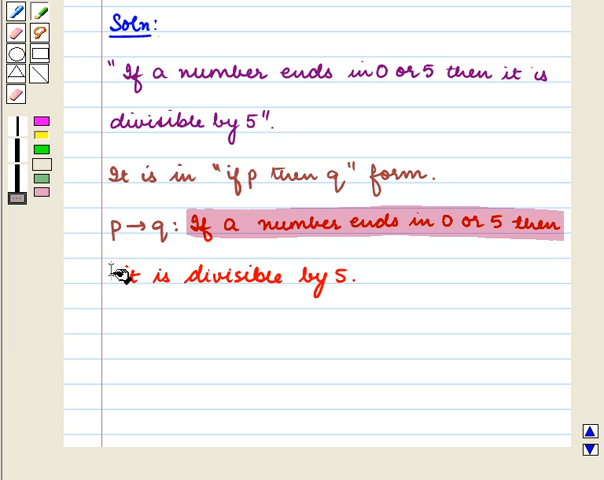 Soln:
"If a number ends in 0 or 5 then it is
divisible by 5".
It is in "if p then q" form.
p→q: If a number ends in 0 or 5 then
it is divisible by 5.